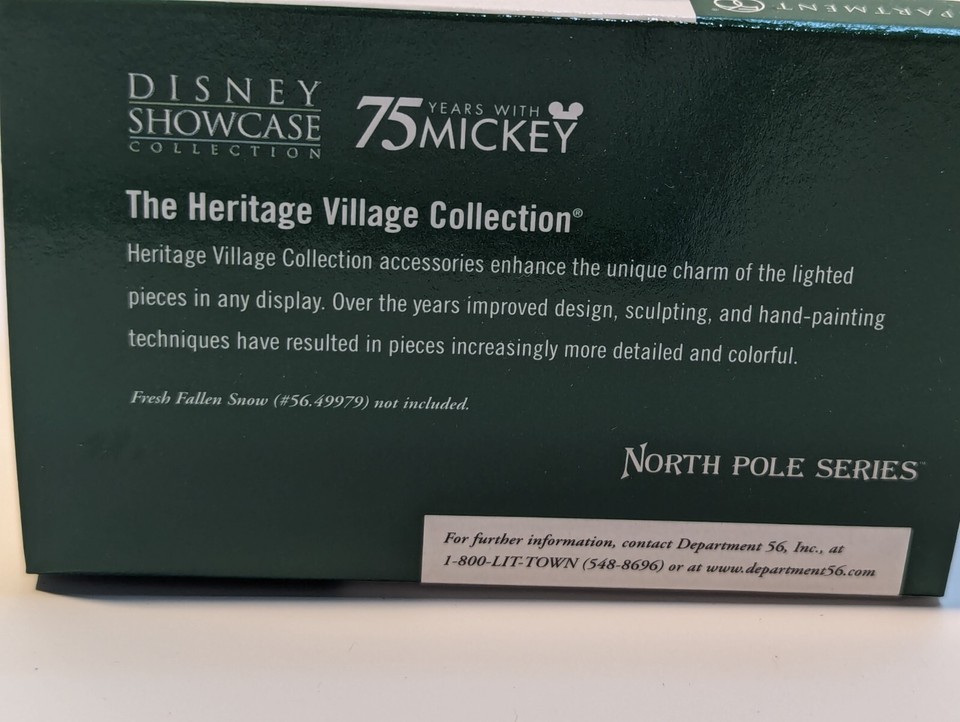 PARTMENT
DISNEY
SHOWCASE
COLLECTION
75 YEARS WITH
MICKEY
The Heritage Village Collection®
Heritage Village Collection accessories enhance the unique charm of the lighted
pieces in any display. Over the years improved design, sculpting, and hand-painting
techniques have resulted in pieces increasingly more detailed and colorful.
Fresh Fallen Snow (#56.49979) not included.
NORTH POLE SERIES™
For further information, contact Department 56, Inc., at
1-800-LIT-TOWN (548-8696) or at www.department56.com